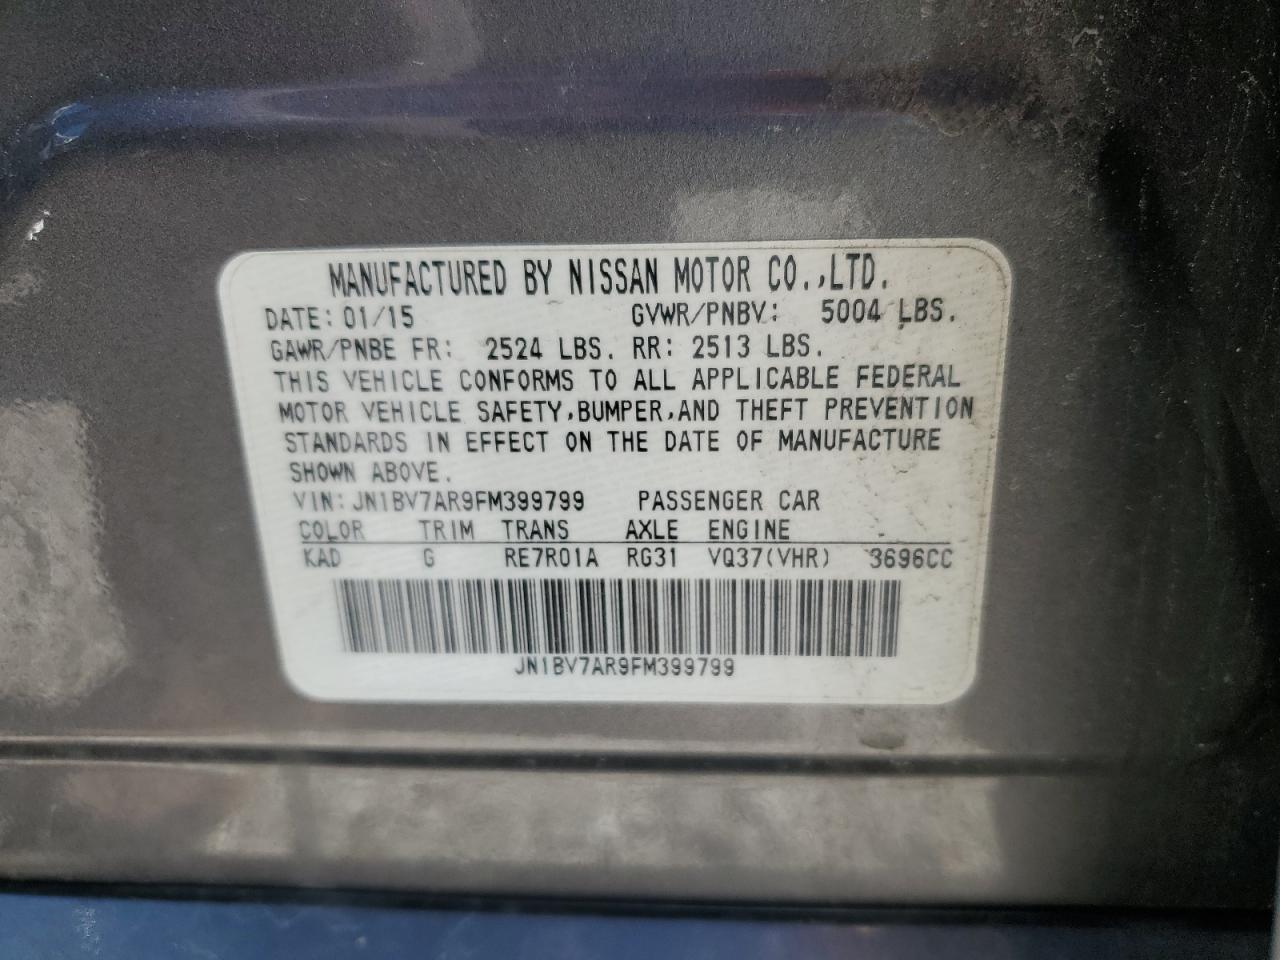 MANUFACTURED BY NISSAN MOTOR CO.,LTD.
DATE: 01/15 GVWR/PNBV: 5004 LBS.
GAWR/PNBE FR: 2524 LBS. RR: 2513 LBS.
THIS VEHICLE CONFORMS TO ALL APPLICABLE FEDERAL
MOTOR VEHICLE SAFETY,BUMPER,AND THEFT PREVENTION
STANDARDS IN EFFECT ON THE DATE OF MANUFACTURE
SHOWN ABOVE.
VIN: JN1BV7AR9FM399799 PASSENGER CAR
COLOR TRIM TRANS AXLE ENGINE
KAD G RE7R01A RG31 VQ37(VHR) 3696CC
JN1BV7AR9FM399799